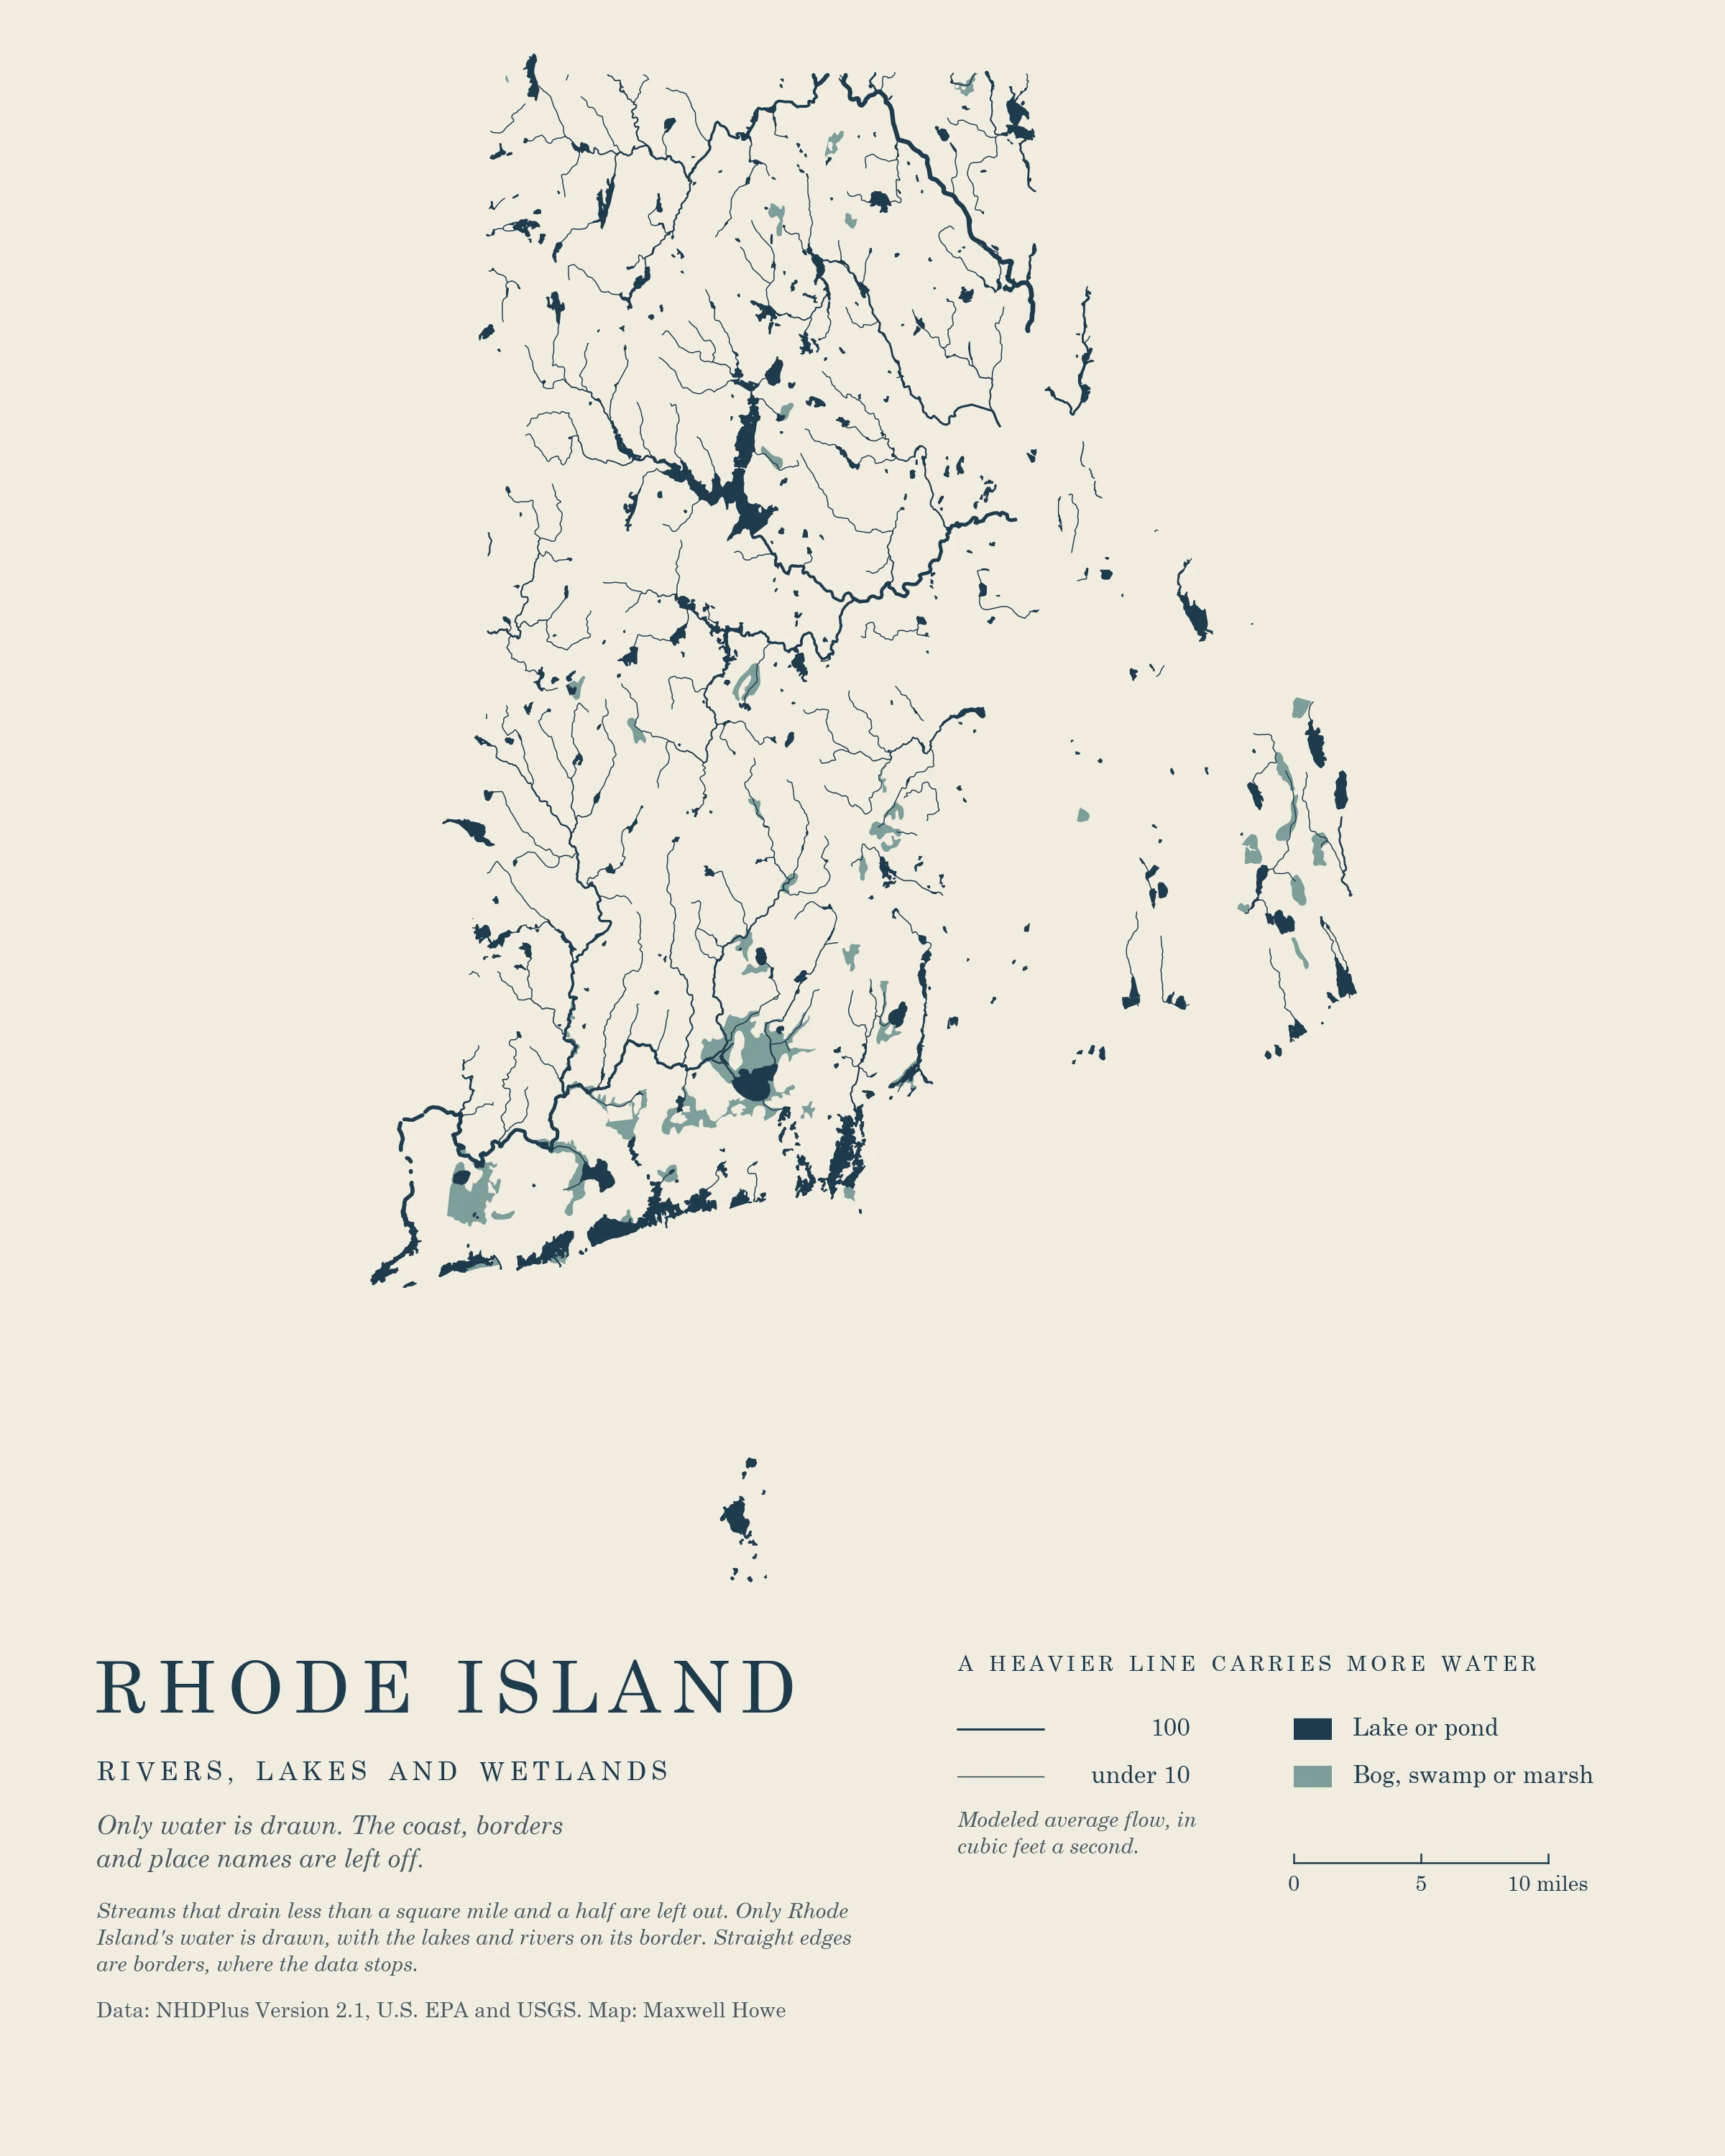 RHODE ISLAND
RIVERS, LAKES AND WETLANDS
Only water is drawn. The coast, borders
and place names are left off.
Streams that drain less than a square mile and a half are left out. Only Rhode
Island's water is drawn, with the lakes and rivers on its border. Straight edges
are borders, where the data stops.
Data: NHDPlus Version 2.1, U.S. EPA and USGS. Map: Maxwell Howe
A HEAVIER LINE CARRIES MORE WATER
100
under 10
Modeled average flow, in
cubic feet a second.
Lake or pond
Bog, swamp or marsh
0 5 10 miles